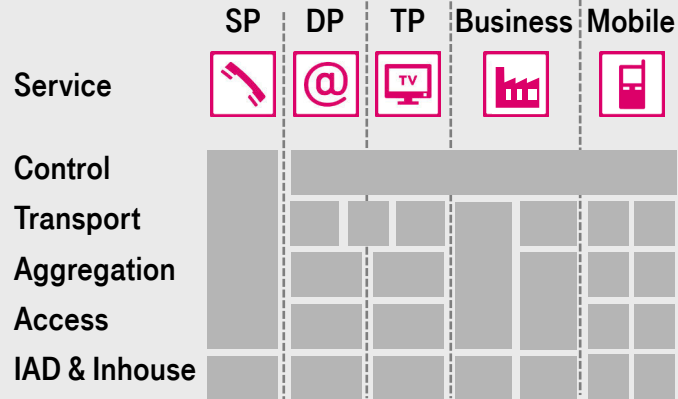 SP DP TP Business Mobile
Service
@
TV
Control
Transport
Aggregation
Access
IAD & Inhouse